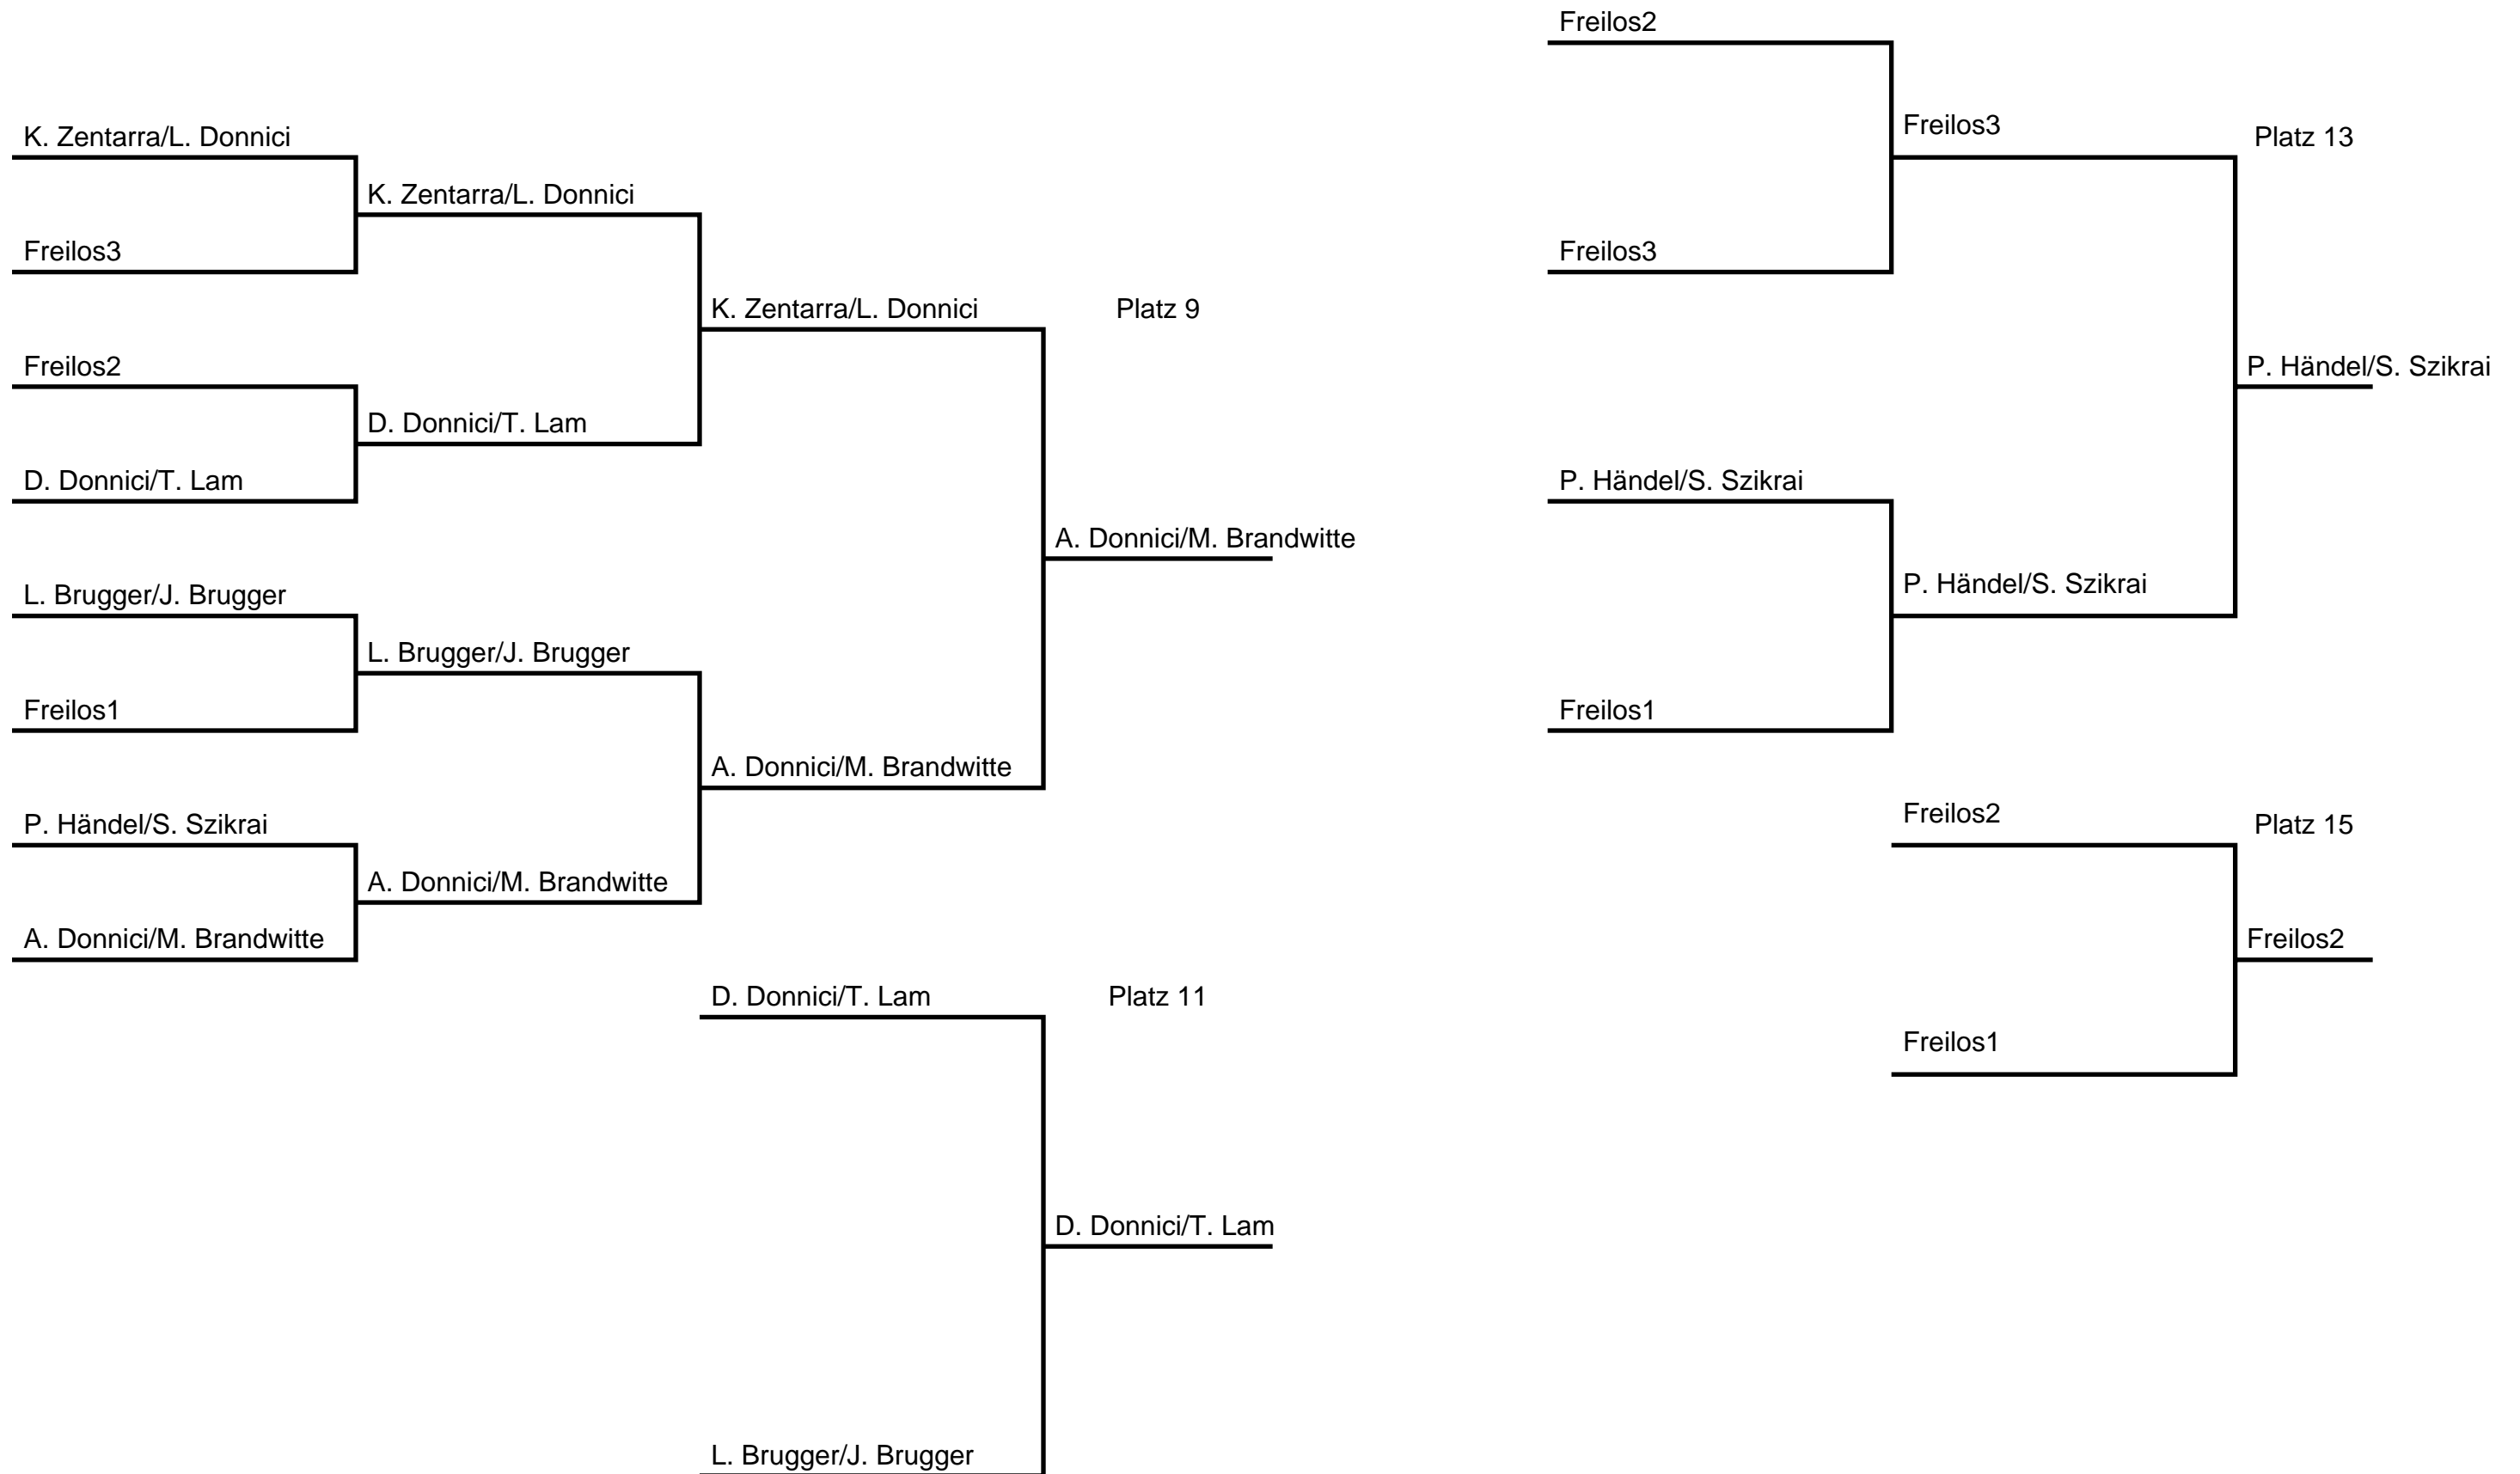 Freilos2
K. Zentarra/L. Donnici
Freilos3
Platz 13
K. Zentarra/L. Donnici
Freilos3
Freilos3
K. Zentarra/L. Donnici
Platz 9
Freilos2
P. Händel/S. Szikrai
D. Donnici/T. Lam
D. Donnici/T. Lam
P. Händel/S. Szikrai
A. Donnici/M. Brandwitte
L. Brugger/J. Brugger
P. Händel/S. Szikrai
L. Brugger/J. Brugger
Freilos1
Freilos1
A. Donnici/M. Brandwitte
P. Händel/S. Szikrai
Freilos2
Platz 15
A. Donnici/M. Brandwitte
A. Donnici/M. Brandwitte
Freilos2
D. Donnici/T. Lam
Platz 11
Freilos1
D. Donnici/T. Lam
L. Brugger/J. Brugger